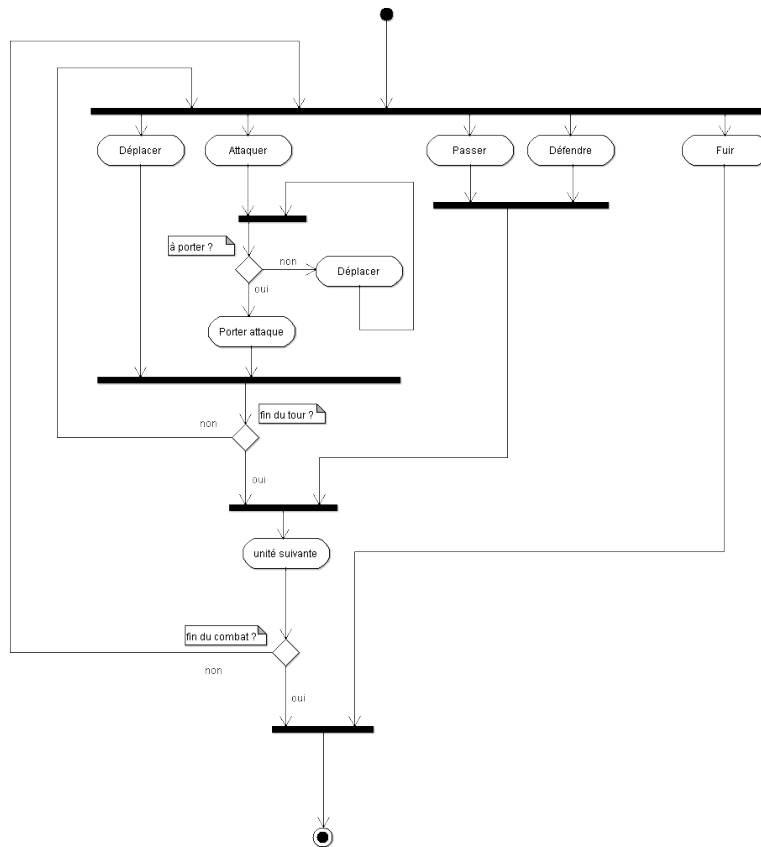 Déplacer
Attaquer
Passer
Défendre
Fuir
à porter ?
non
Déplacer
oui
Porter attaque
fin du tour ?
non
oui
unité suivante
fin du combat ?
non
oui